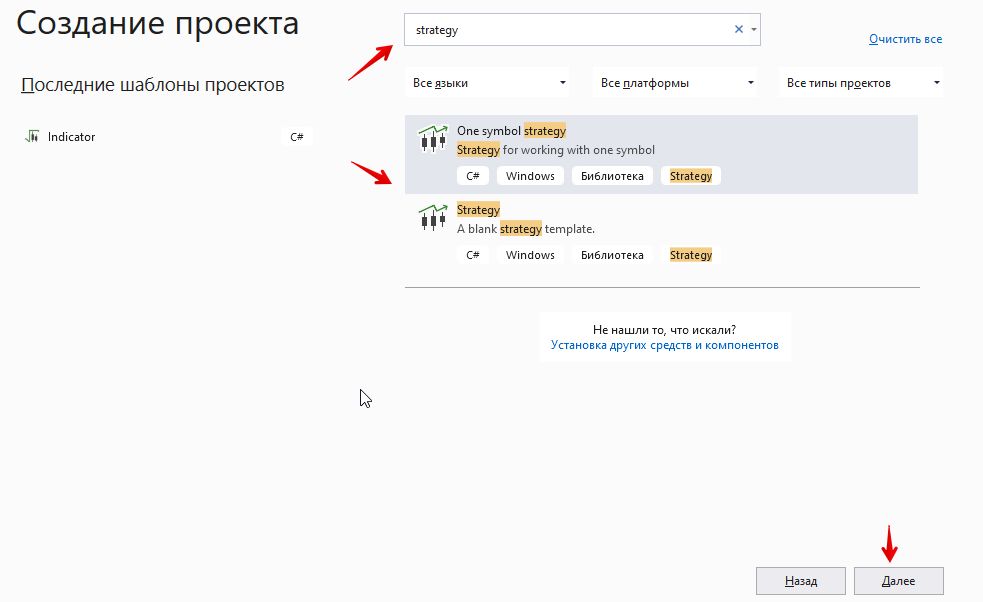 Создание проекта
strategy
Очистить все
Последние шаблоны проектов
Все языки
Все платформы
Все типы проектов
Indicator
C#
One symbol strategy
Strategy for working with one symbol
C# Windows Библиотека Strategy
Strategy
A blank strategy template.
C# Windows Библиотека Strategy
Не нашли то, что искали?
Установка других средств и компонентов
Назад
Далее